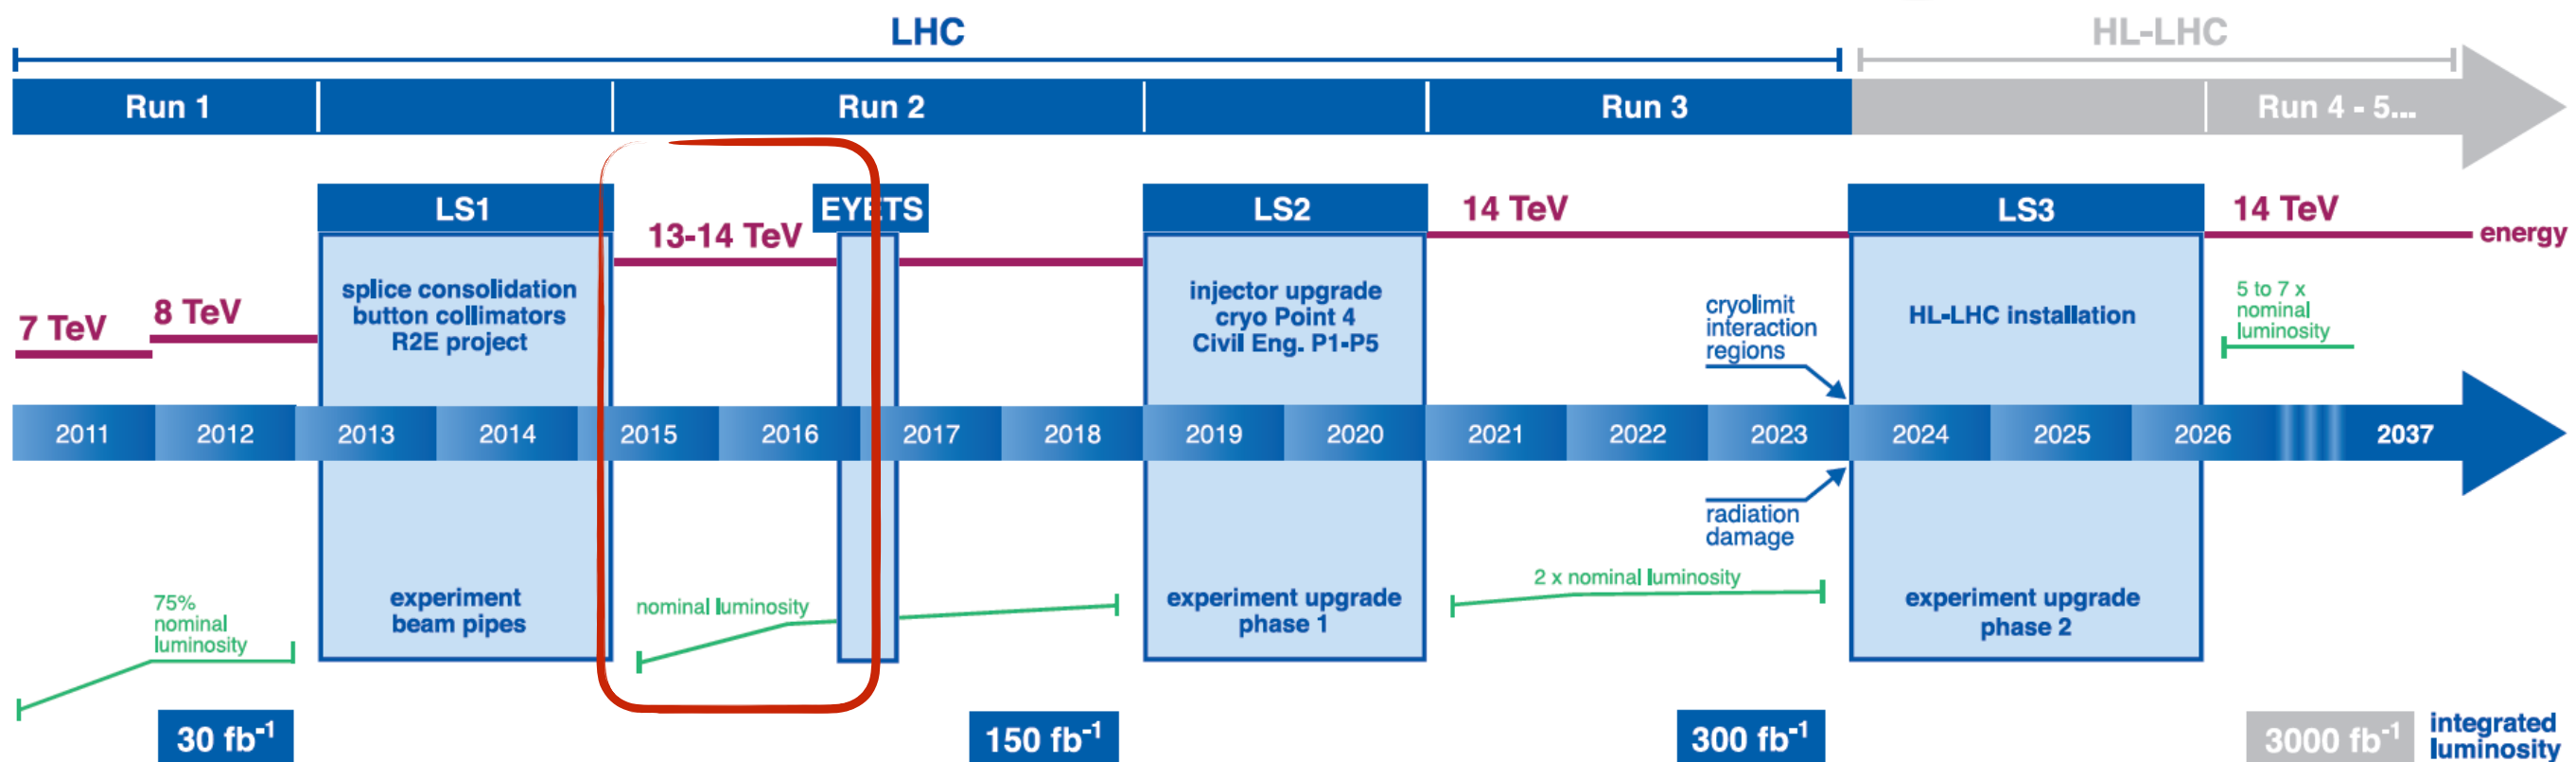 LHC
HL-LHC
Run 1
Run 2
Run 3
Run 4 - 5...
LS1
EYETS
LS2
LS3
13-14 TeV
14 TeV
14 TeV
energy
7 TeV
8 TeV
splice consolidation
button collimators
R2E project
injector upgrade
cryo Point 4
Civil Eng. P1-P5
cryolimit
interaction
regions
HL-LHC installation
5 to 7 x
nominal
luminosity
2011
2012
2013
2014
2015
2016
2017
2018
2019
2020
2021
2022
2023
2024
2025
2026
2037
radiation
damage
75%
nominal
luminosity
experiment
beam pipes
nominal luminosity
experiment upgrade
phase 1
2 x nominal luminosity
experiment upgrade
phase 2
30 fb⁻¹
150 fb⁻¹
300 fb⁻¹
3000 fb⁻¹
integrated
luminosity